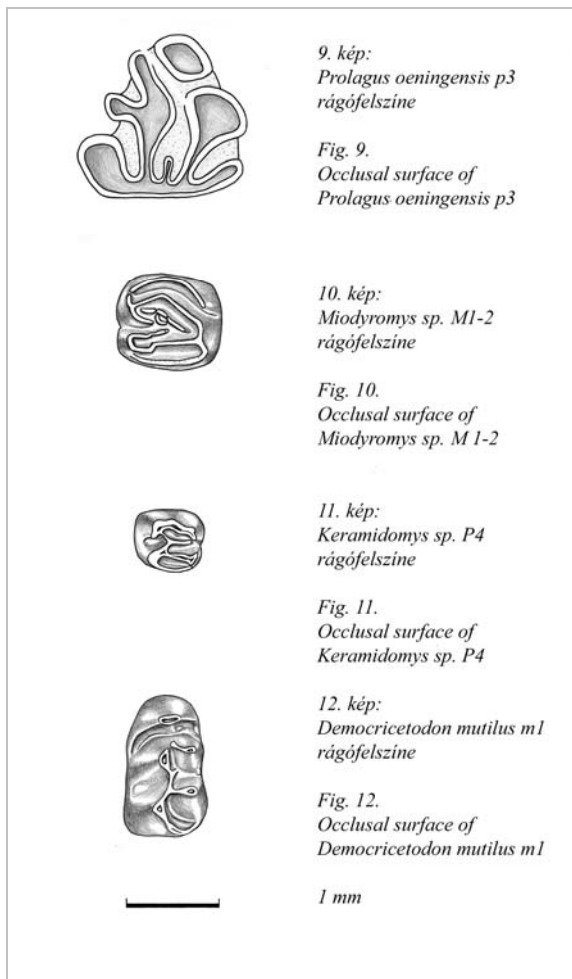 9. kép:
Prolagus oeningensis p3
rágófelszíne
Fig. 9.
Occlusal surface of
Prolagus oeningensis p3
10. kép:
Miodyromys sp. M1-2
rágófelszíne
Fig. 10.
Occlusal surface of
Miodyromys sp. M 1-2
11. kép:
Keramidomys sp. P4
rágófelszíne
Fig. 11.
Occlusal surface of
Keramidomys sp. P4
12. kép:
Democricetodon mutilus m1
rágófelszíne
Fig. 12.
Occlusal surface of
Democricetodon mutilus m1
1 mm